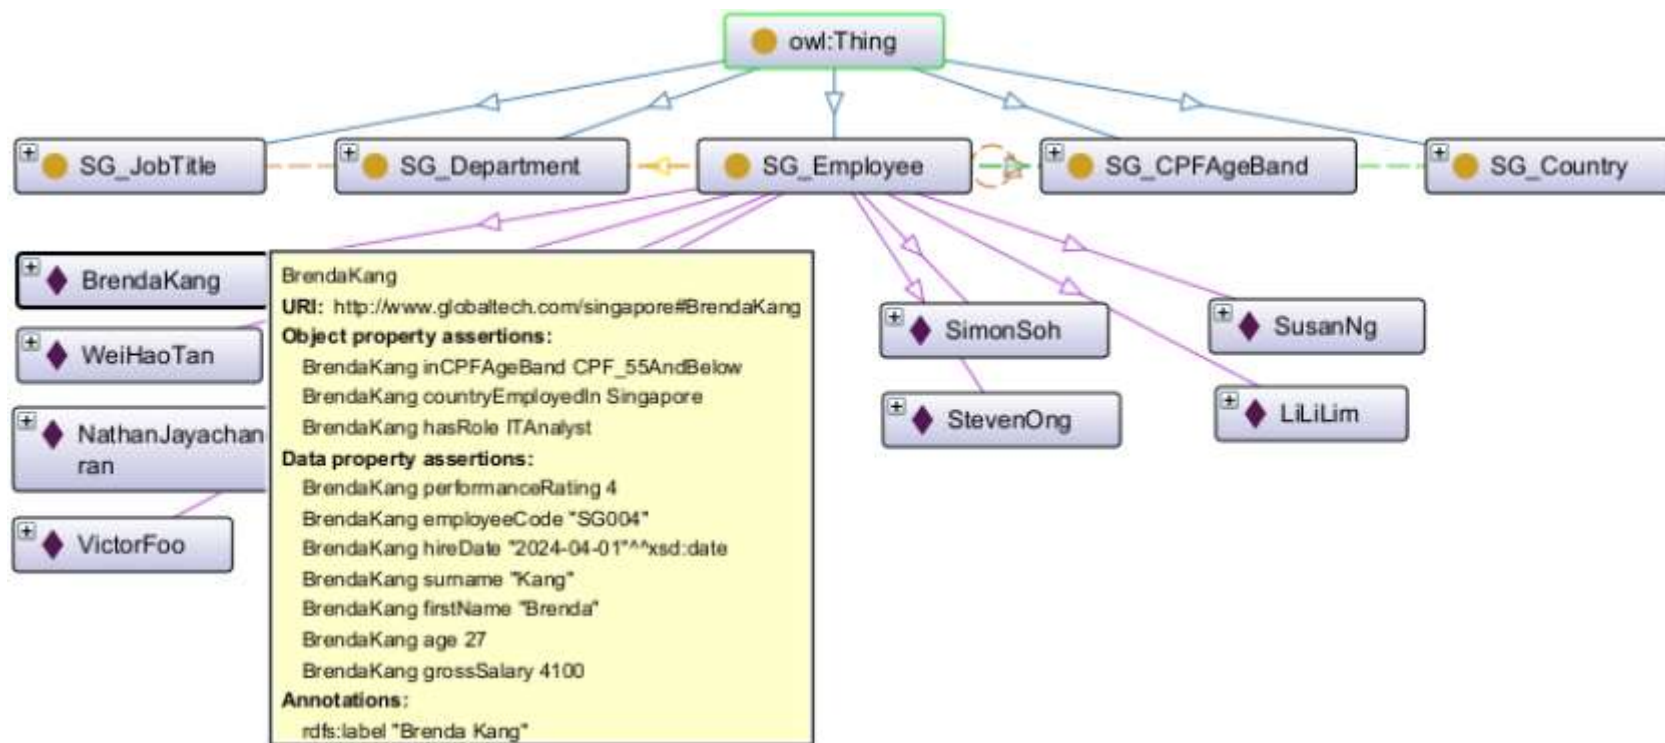 owl:Thing
SG_JobTitle
SG_Department
SG_Employee
SG_CPFAgeBand
SG_Country
BrendaKang
WeiHaoTan
NathanJayachan
ran
VictorFoo
BrendaKang
URI: http://www.globaltech.com/singapore#BrendaKang
Object property assertions:
BrendaKang inCPFAgeBand CPF_55AndBelow
BrendaKang countryEmployedIn Singapore
BrendaKang hasRole ITAnalyst
Data property assertions:
BrendaKang performanceRating 4
BrendaKang employeeCode "SG004"
BrendaKang hireDate "2024-04-01"^^xsd:date
BrendaKang surname "Kang"
BrendaKang firstName "Brenda"
BrendaKang age 27
BrendaKang grossSalary 4100
Annotations:
rdfs:label "Brenda Kang"
SimonSoh
StevenOng
SusanNg
LiLiLim